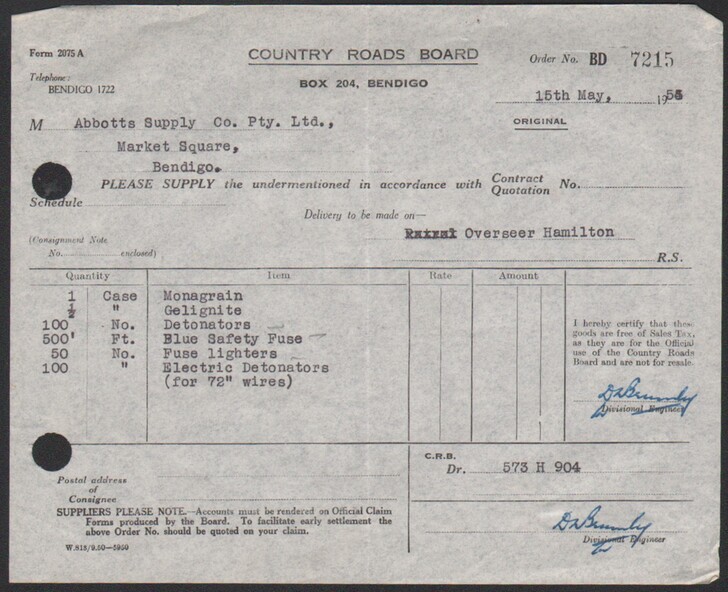 Form 2075 A
COUNTRY ROADS BOARD
Order No. BD 7215
Telephone:
BENDIGO 1722
BOX 204, BENDIGO
15th May, 195
ORIGINAL
M Abbotts Supply Co. Pty. Ltd.,
Market Square,
Bendigo.
PLEASE SUPPLY the undermentioned in accordance with Contract Quotation No.
Schedule
Delivery to be made on—
(Consignment Note
No. enclosed)
Overseer Hamilton
R.S.
Quantity Item Rate Amount
1 Case Monagrain
½ " Gelignite
100 No. Detonators
500' Ft. Blue Safety Fuse
50 No. Fuse lighters
100 " Electric Detonators
(for 72" wires)
I hereby certify that these
goods are free of Sales Tax,
as they are for the Official
use of the Country Roads
Board and are not for resale.
Divisional Engineer
C.R.B.
Dr. 573 H 904
Postal address
of
Consignee
SUPPLIERS PLEASE NOTE.—Accounts must be rendered on Official Claim
Forms produced by the Board. To facilitate early settlement the
above Order No. should be quoted on your claim.
Divisional Engineer
W.818/9.50—5950